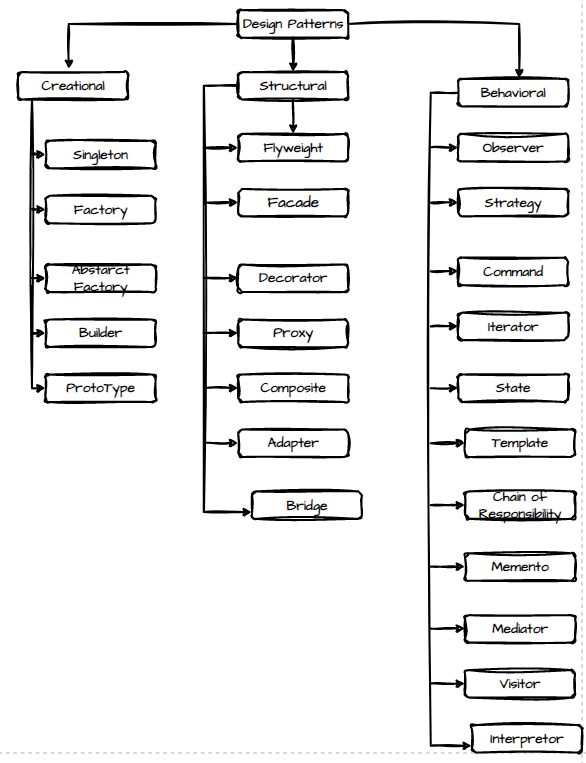 Design Patterns
Creational
Singleton
Factory
Abstarct
Factory
Builder
ProtoType
Structural
Flyweight
Facade
Decorator
Proxy
Composite
Adapter
Bridge
Behavioral
Observer
Strategy
Command
Iterator
State
Template
Chain of
Responsibility
Memento
Mediator
Visitor
Interpretor